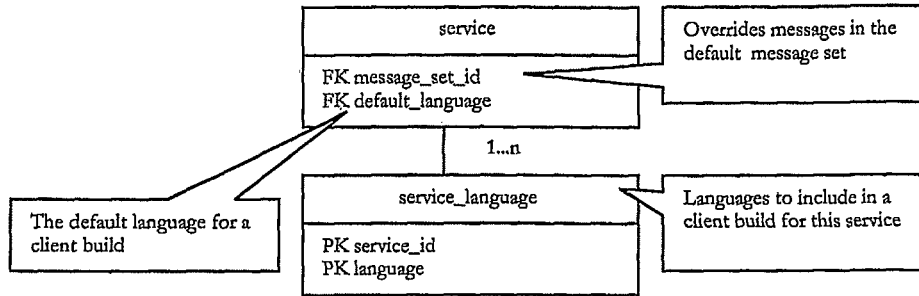 service
FK message_set_id
FK default_language
Overrides messages in the
default message set
1...n
The default language for a
client build
service_language
PK service_id
PK language
Languages to include in a
client build for this service